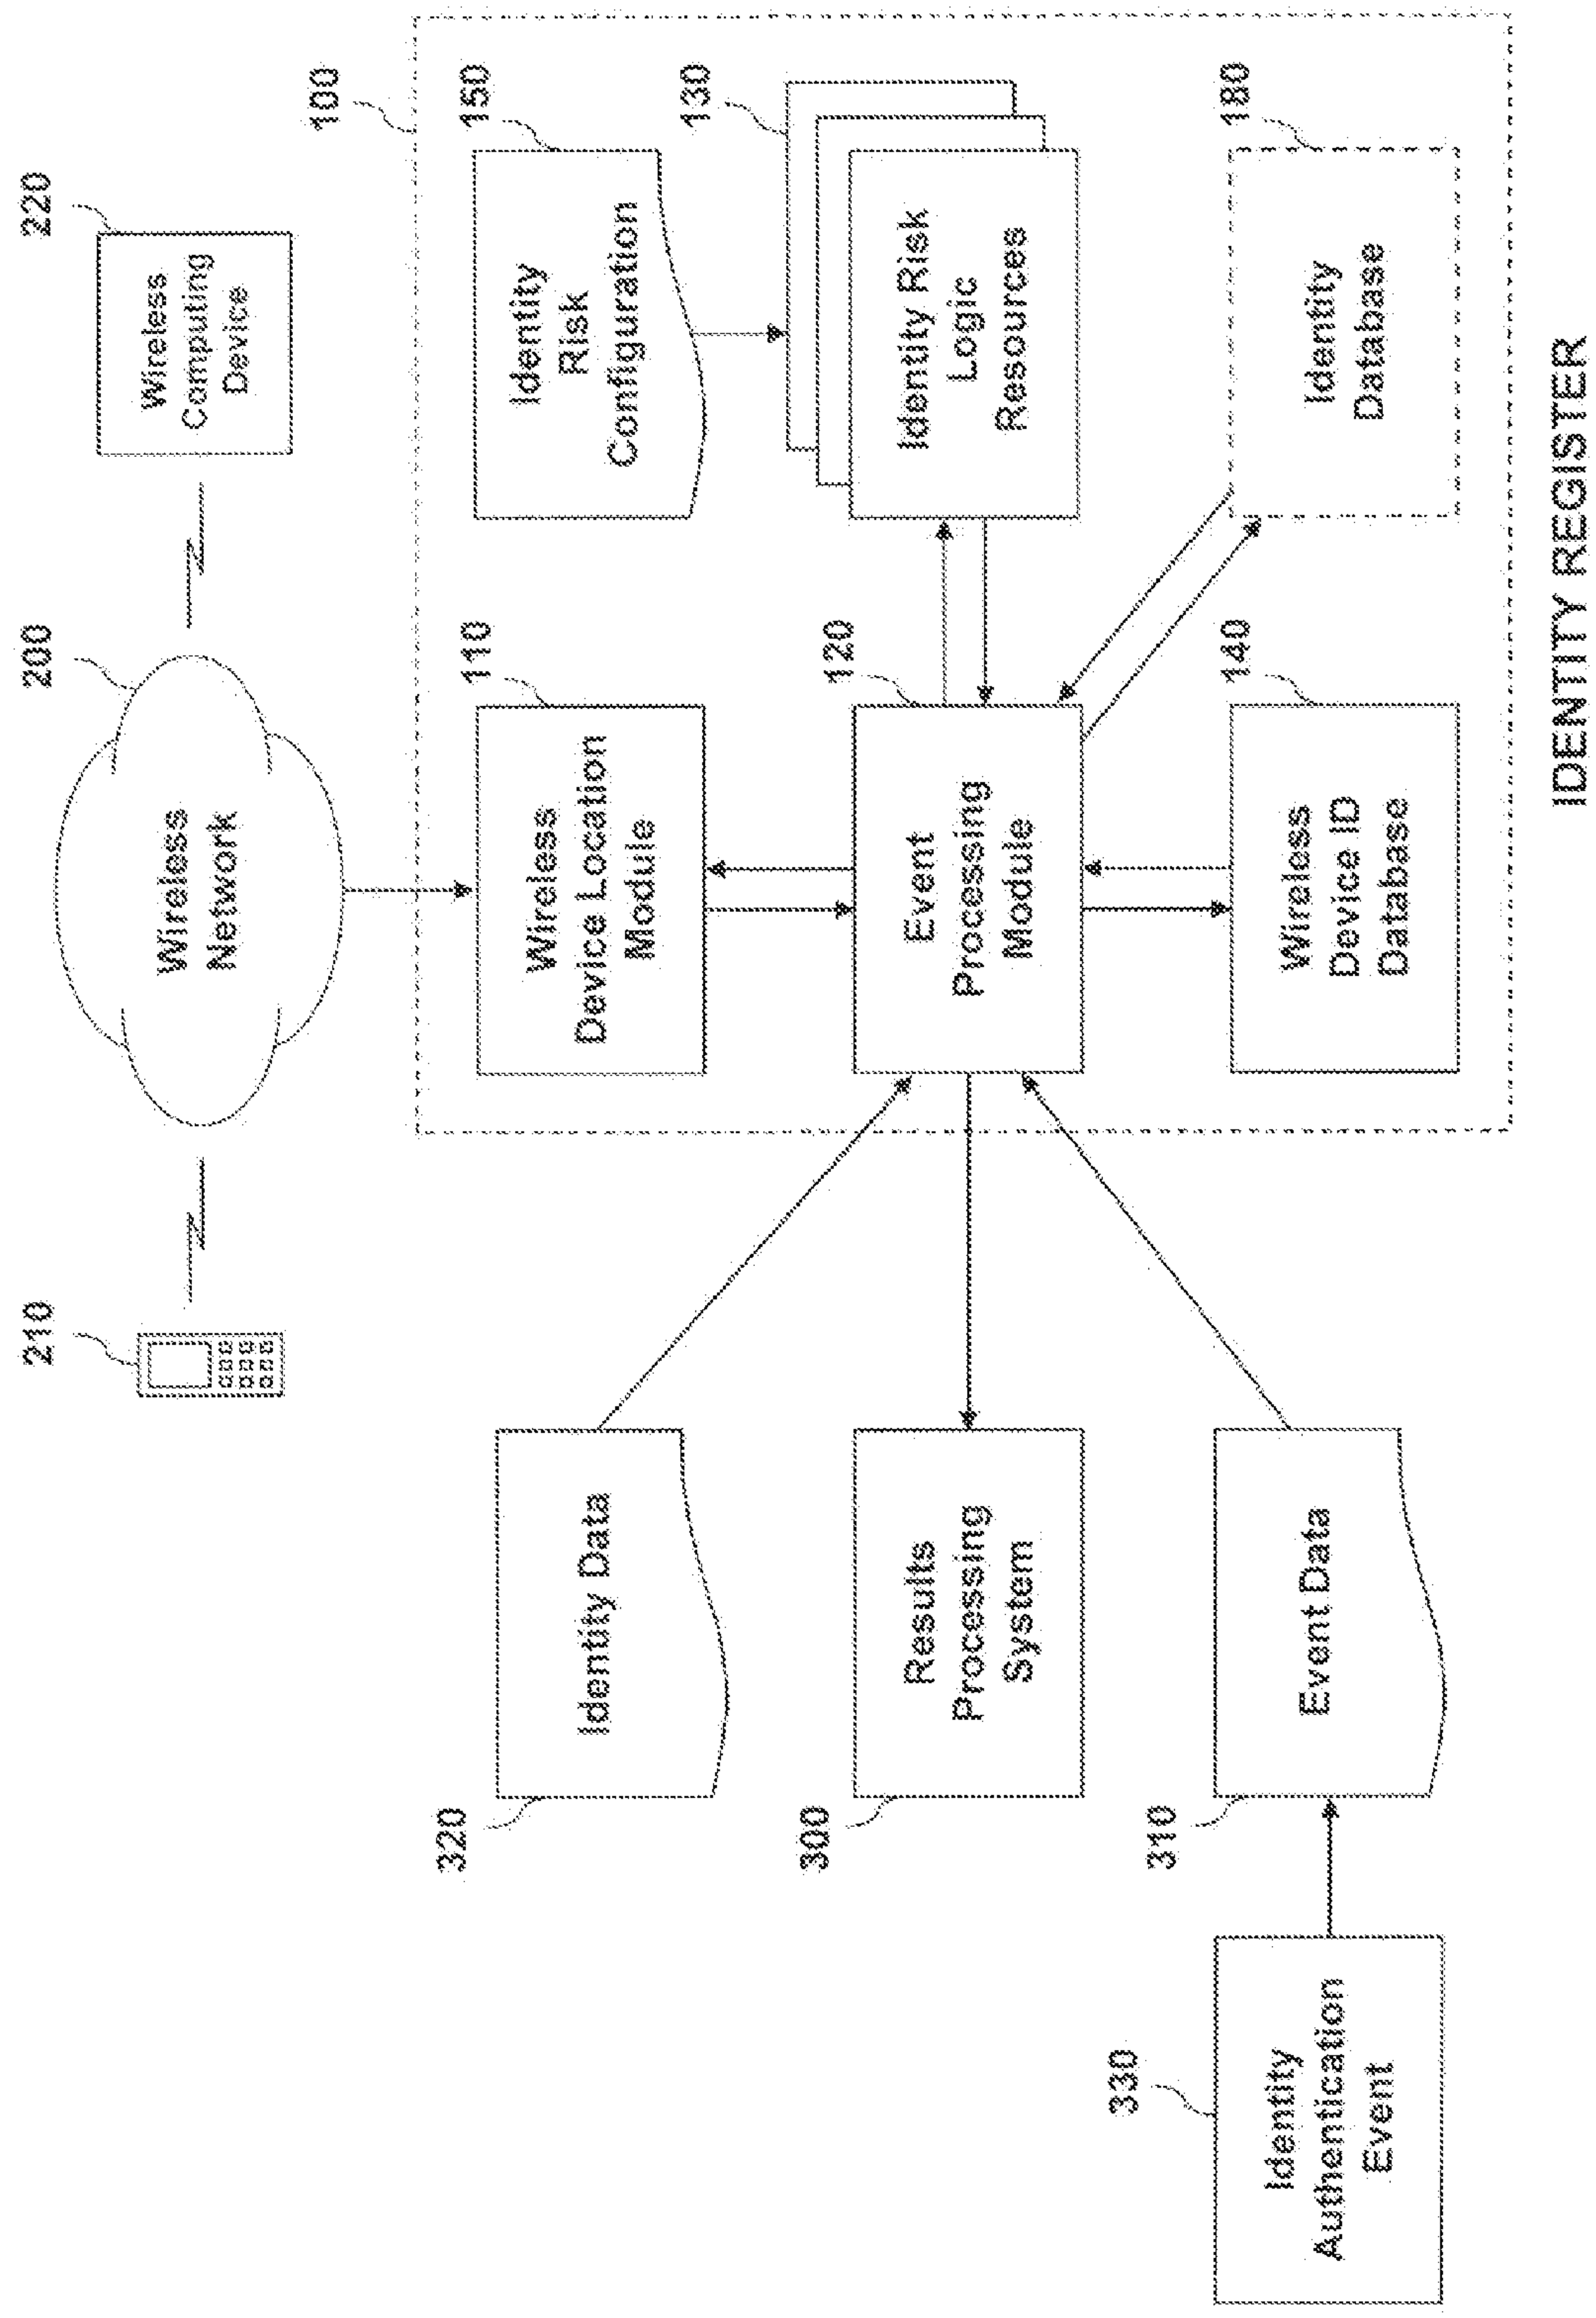 210
200
220
Wireless
Network
Wireless
Computing
Device
100
320
Identity Data
110
Wireless
Device Location
Module
150
Identity
Risk
Configuration
300
Results
Processing
System
120
Event
Processing
Module
130
Identity Risk
Logic
Resources
330
Identity
Authentication
Event
310
Event Data
140
Wireless
Device ID
Database
180
Identity
Database
IDENTITY REGISTER